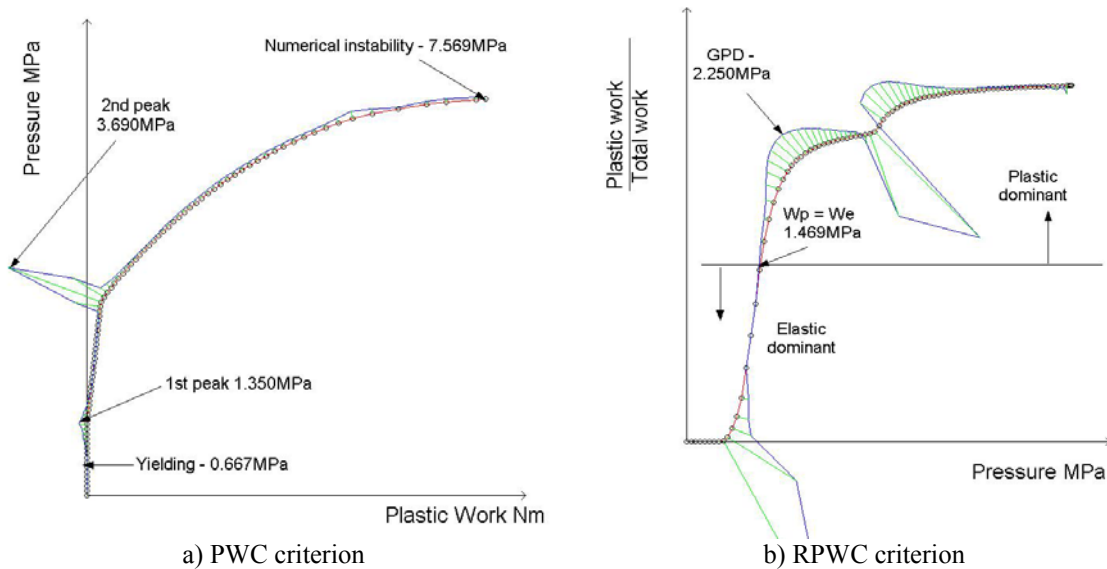 Pressure MPa
Numerical instability - 7.569MPa
2nd peak
3.690MPa
1st peak 1.350MPa
Yielding - 0.667MPa
Plastic Work Nm
a) PWC criterion
Plastic work
Total work
GPD -
2.250MPa
Plastic
dominant
Wp = We
1.469MPa
Elastic
dominant
Pressure MPa
b) RPWC criterion